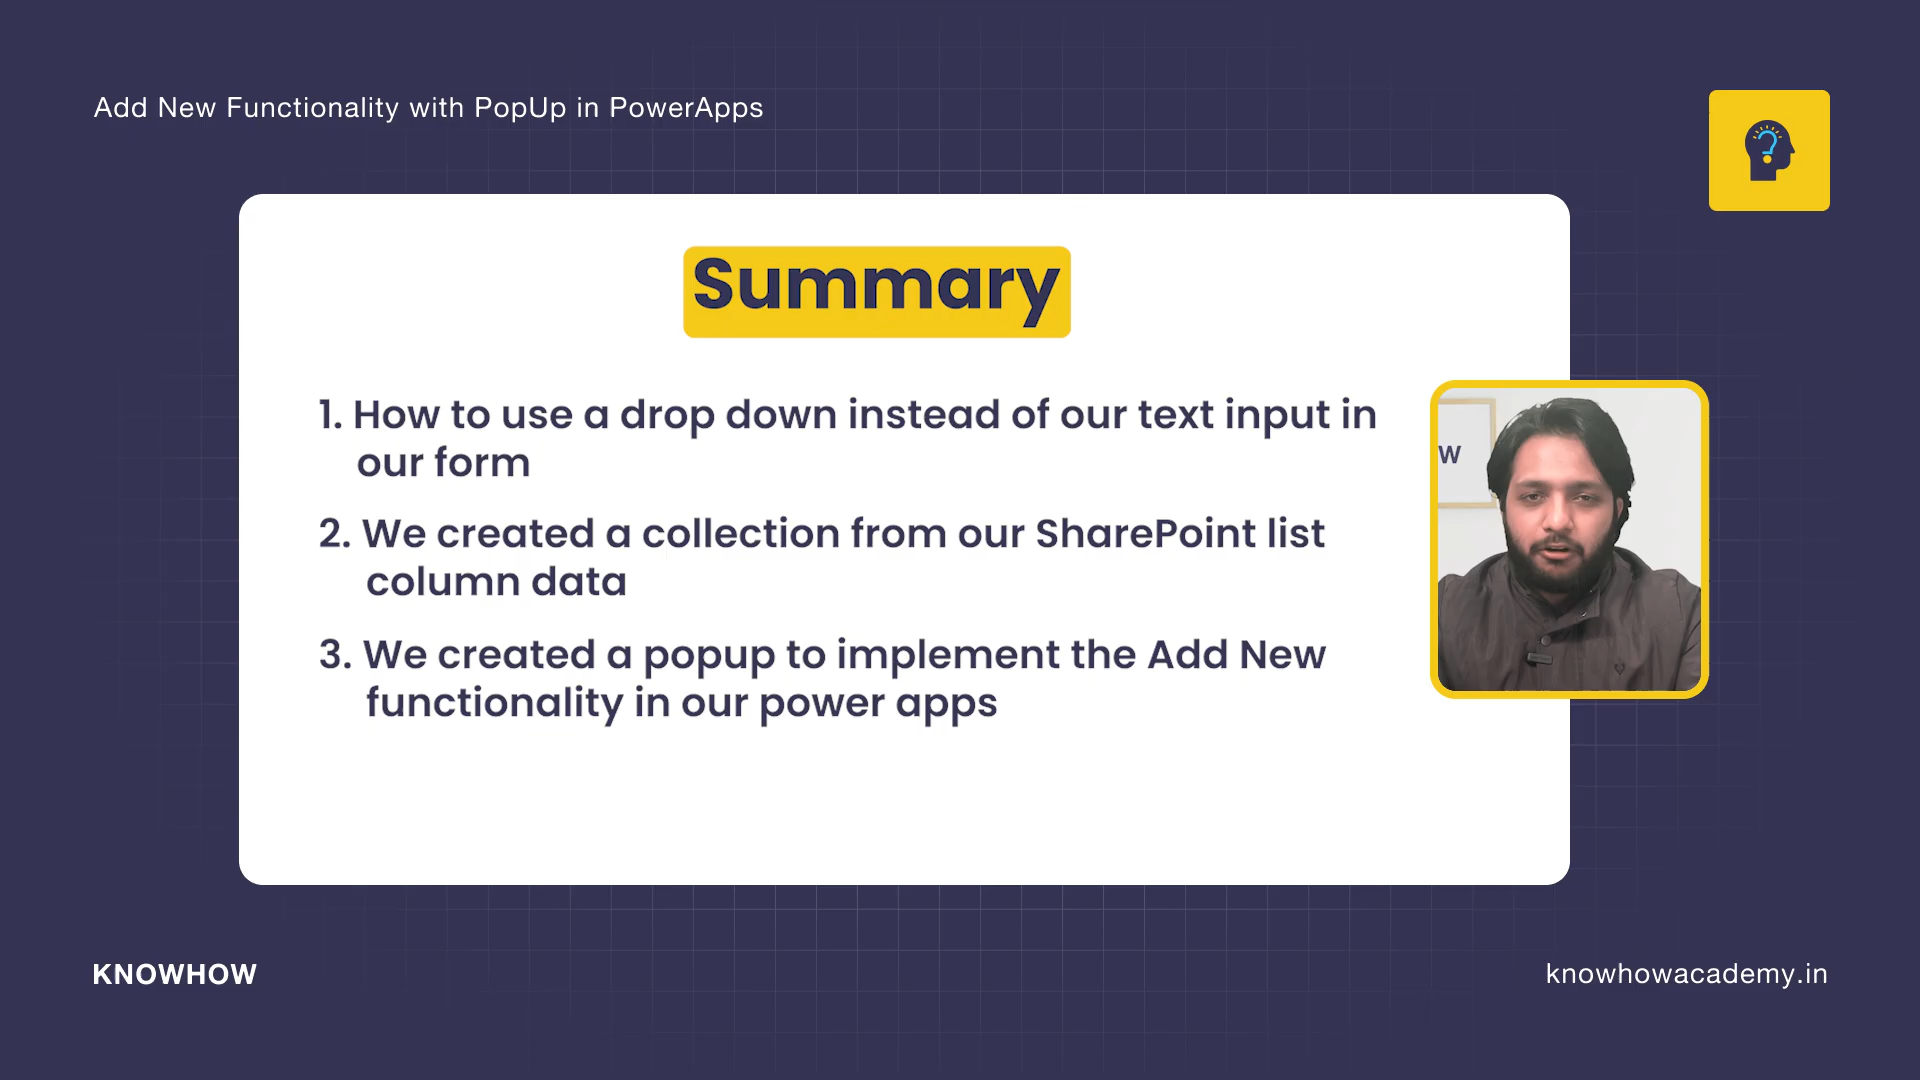 Add New Functionality with PopUp in PowerApps
Summary
1. How to use a drop down instead of our text input in
our form
2. We created a collection from our SharePoint list
column data
W
3. We created a popup to implement the Add New
functionality in our power apps
KNOWHOW
knowhowacademy.in